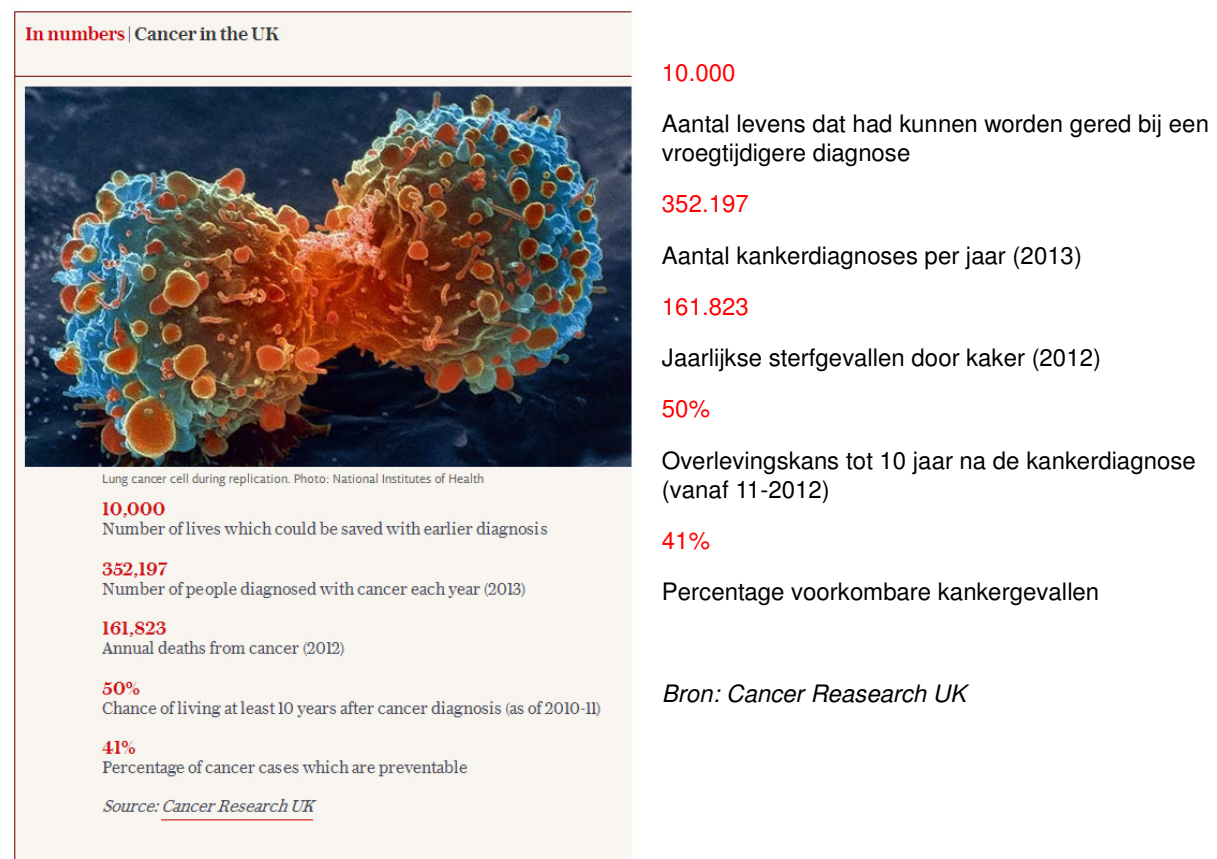 In numbers | Cancer in the UK
Lung cancer cell during replication. Photo: National Institutes of Health
10,000
Number of lives which could be saved with earlier diagnosis
352,197
Number of people diagnosed with cancer each year (2013)
161,823
Annual deaths from cancer (2012)
50%
Chance of living at least 10 years after cancer diagnosis (as of 2010-11)
41%
Percentage of cancer cases which are preventable
Source: Cancer Research UK
10.000
Aantal levens dat had kunnen worden gered bij een
vroegtijdigere diagnose
352.197
Aantal kankerdiagnoses per jaar (2013)
161.823
Jaarlijkse sterfgevallen door kaker (2012)
50%
Overlevingskans tot 10 jaar na de kankerdiagnose
(vanaf 11-2012)
41%
Percentage voorkombare kankergevallen
Bron: Cancer Reasearch UK